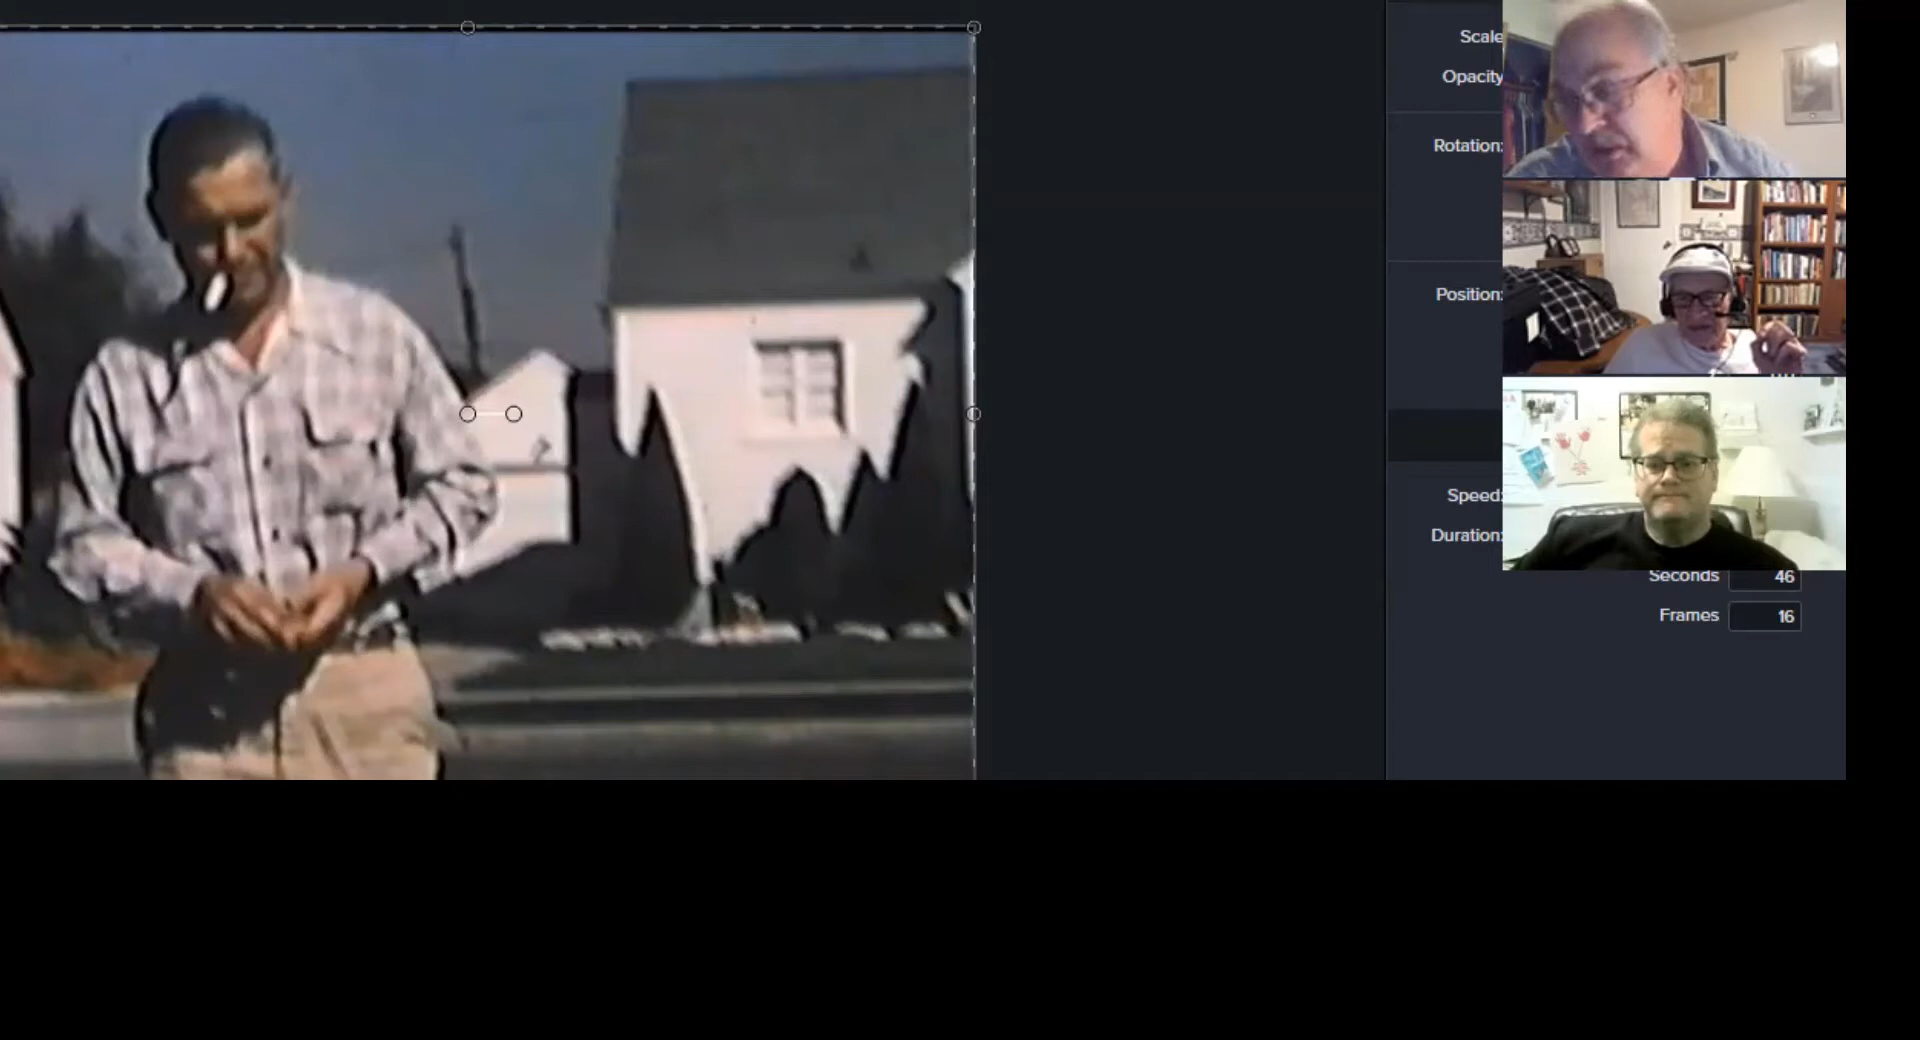 Scale
Opacity
Rotation:
Position:
Speed:
Duration:
Seconds 46
Frames 16